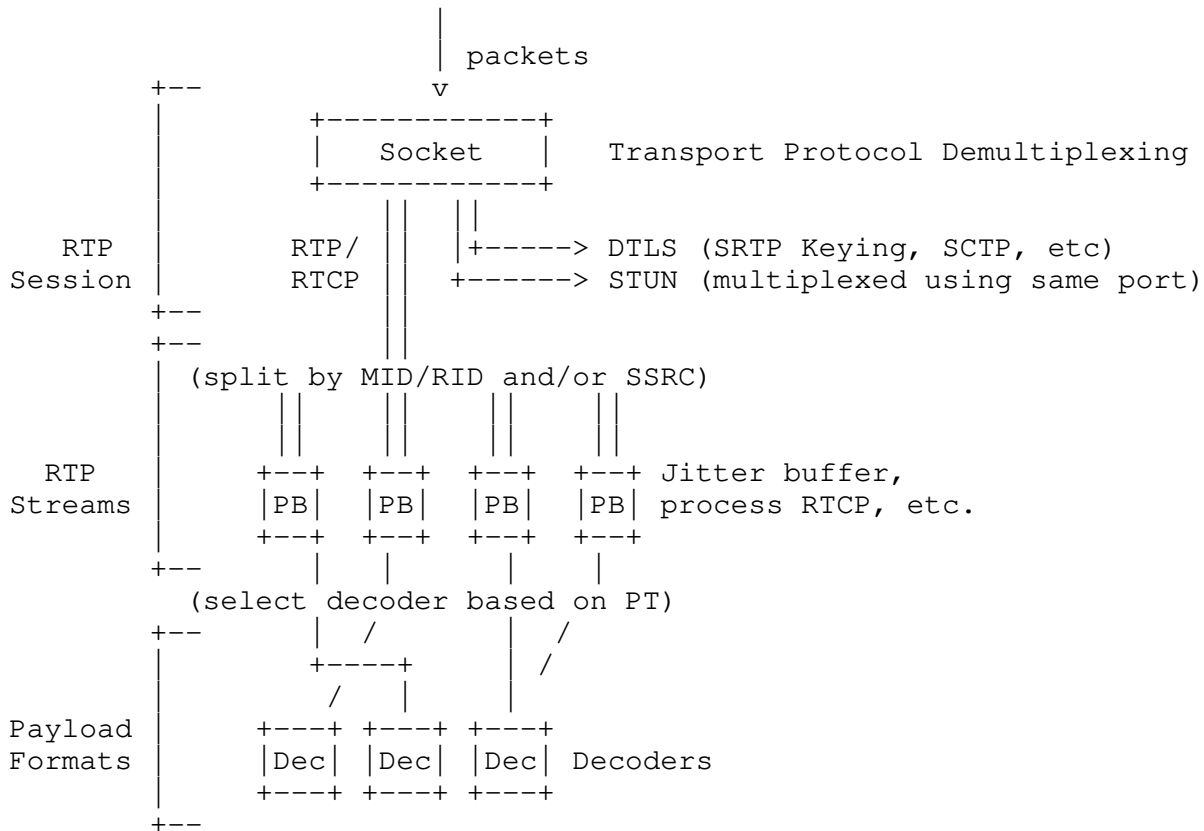 packets
Socket Transport Protocol Demultiplexing
RTP RTP/ DTLS (SRTP Keying, SCTP, etc)
Session RTCP STUN (multiplexed using same port)
(split by MID/RID and/or SSRC)
RTP Jitter buffer,
Streams PB PB PB PB process RTCP, etc.
(select decoder based on PT)
Payload
Formats Dec Dec Dec Decoders